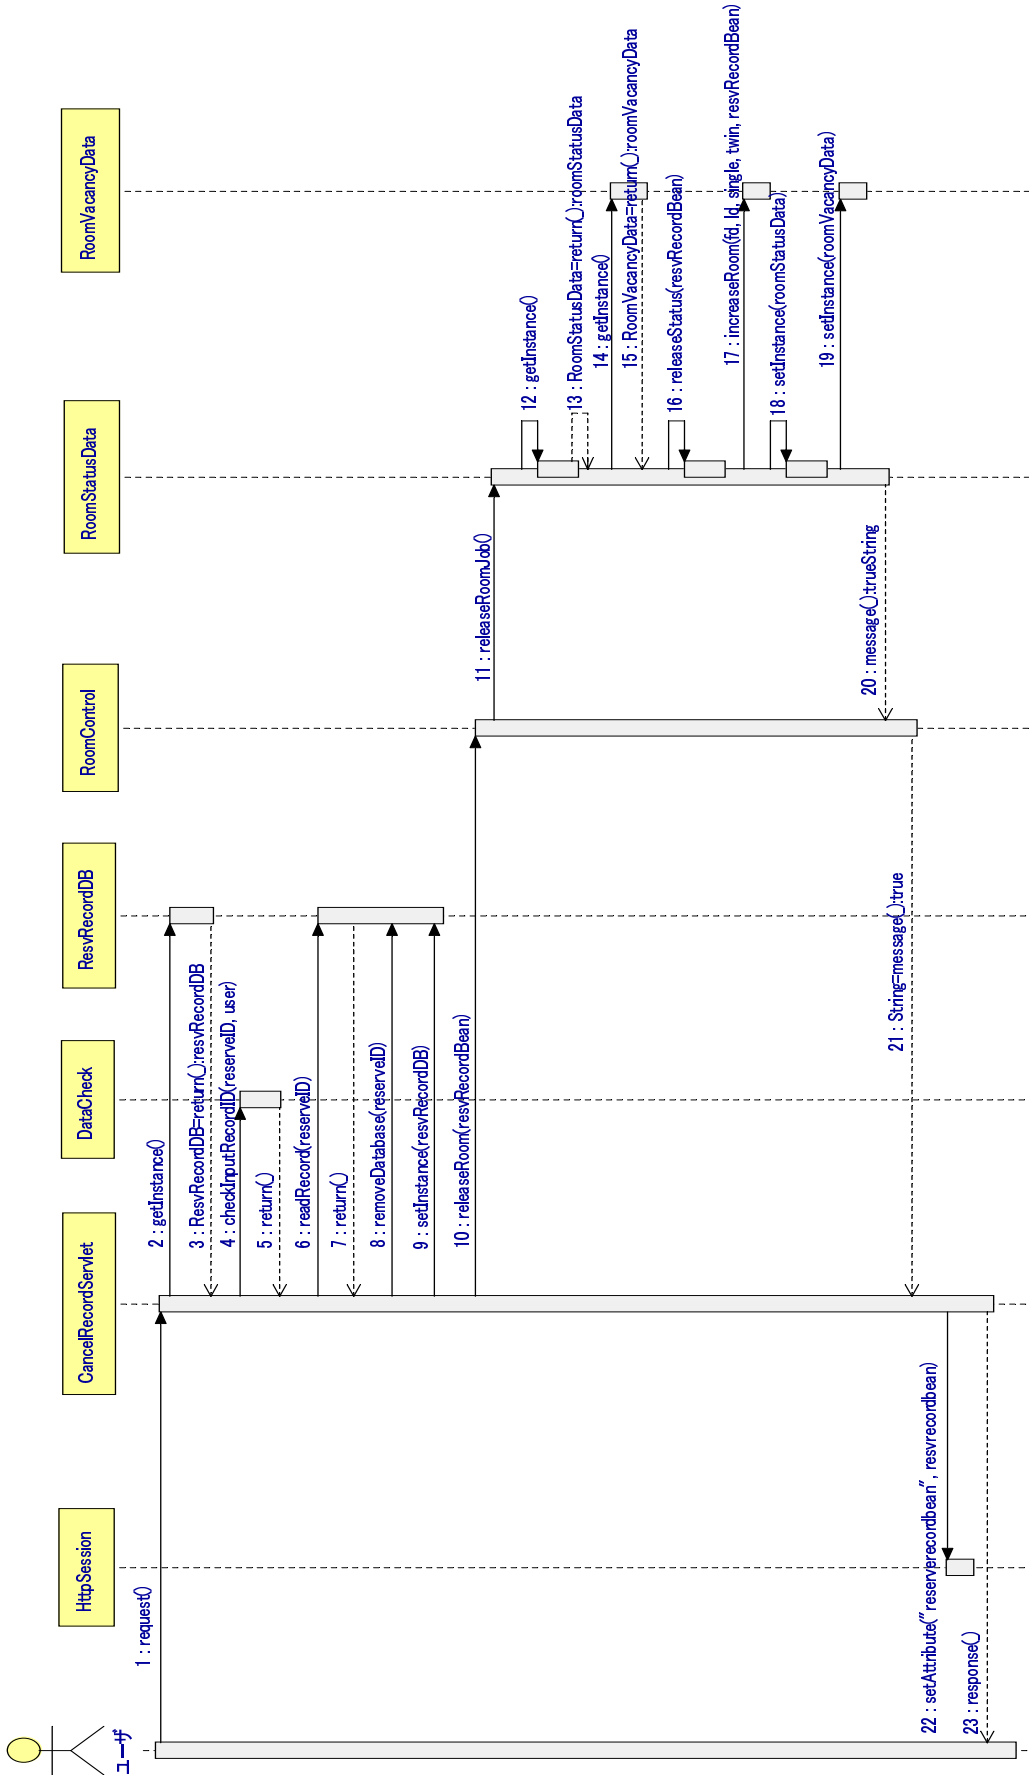 ユーザ
HttpSession
CancelRecordServlet
DataCheck
ResvRecordDB
RoomControl
RoomStatusData
RoomVacancyData
1 : request()
2 : getInstance()
3 : ResvRecordDB=return(_):resvRecordDB
4 : checkInputRecordID(reserveID, user)
5 : return(_)
6 : readRecord(reserveID)
7 : return(_)
8 : removeDatabase(reserveID)
9 : setInstance(resvRecordDB)
10 : releaseRoom(resvRecordBean)
11 : releaseRoomJob()
12 : getInstance()
13 : RoomStatusData=return(_):roomStatusData
14 : getInstance()
15 : RoomVacancyData=return(_):roomVacancyData
16 : releaseStatus(resvRecordBean)
17 : increaseRoom(fd, ld, single, twin, resvRecordBean)
18 : setInstance(roomStatusData)
19 : setInstance(roomVacancyData)
20 : message(_):trueString
21 : String=message(_):true
22 : setAttribute("reserverecordbean", resvrecordbean)
23 : response(_)